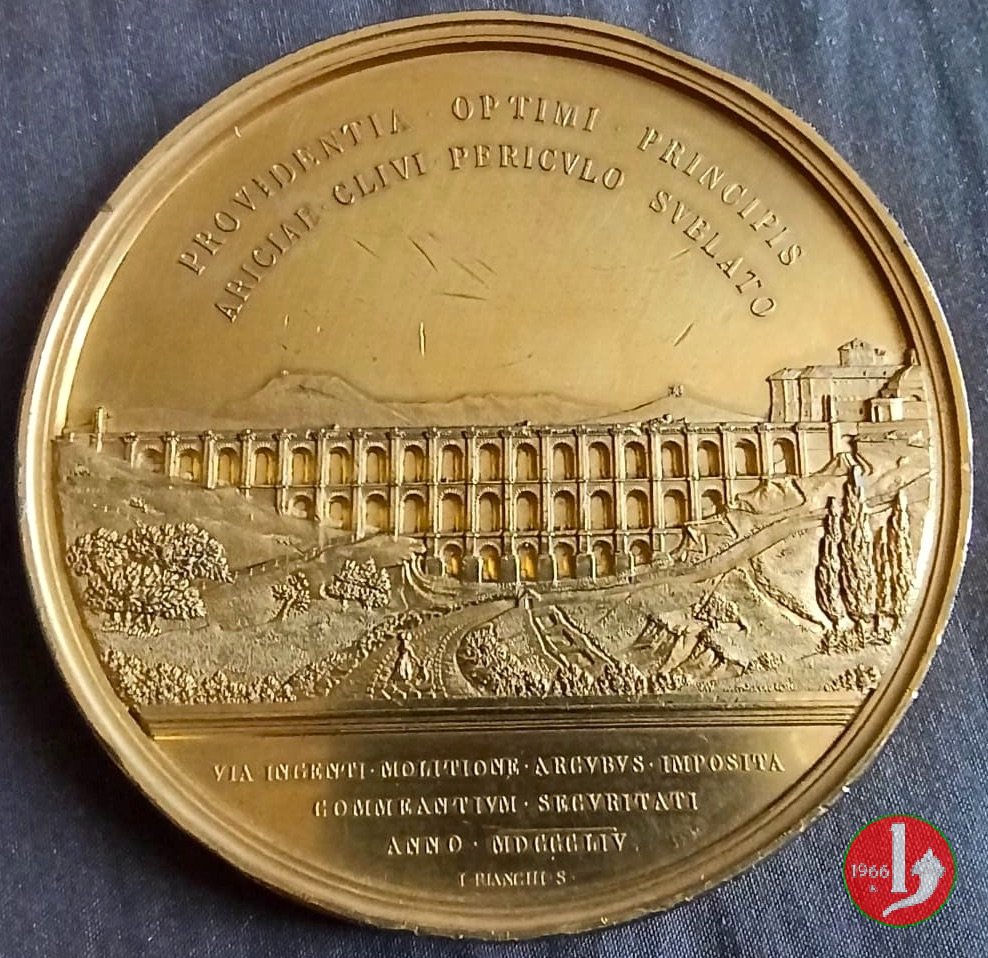 PROVIDENTIA · OPTIMI · PRINCIPIS
ARICIAE · CLIVI · PERICVLO SVBLATO
VIA INGENTI · MOLITIONE · ARCVBVS · IMPOSITA
COMMEANTIVM · SECVRITATI
ANNO · MDCCCLIV
I · BIANCHI · S ·
1966